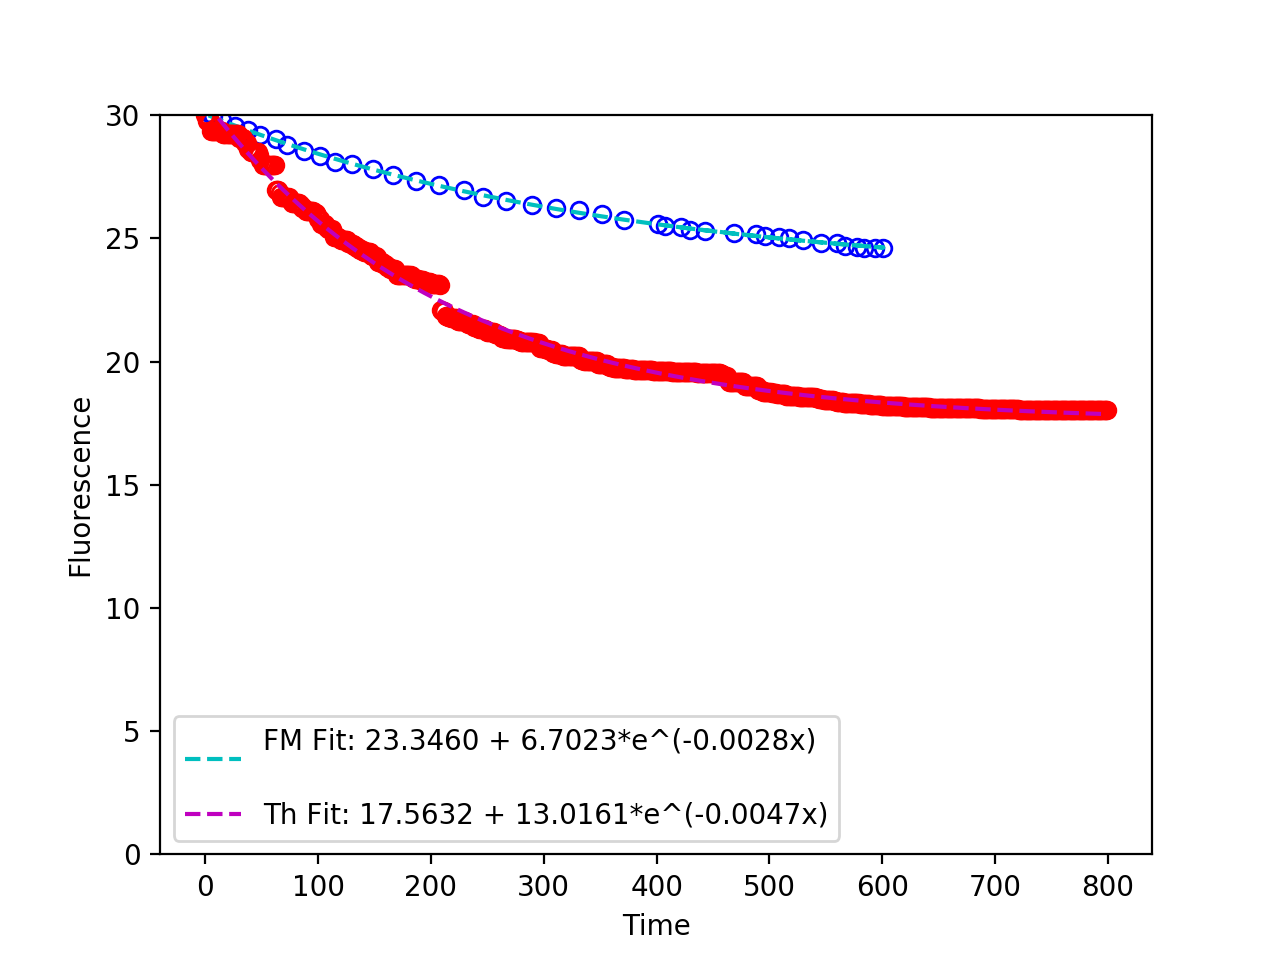 30
25
20
15
10
5
0
Fluorescence
FM Fit: 23.3460 + 6.7023*e^(-0.0028x)
Th Fit: 17.5632 + 13.0161*e^(-0.0047x)
0 100 200 300 400 500 600 700 800
Time